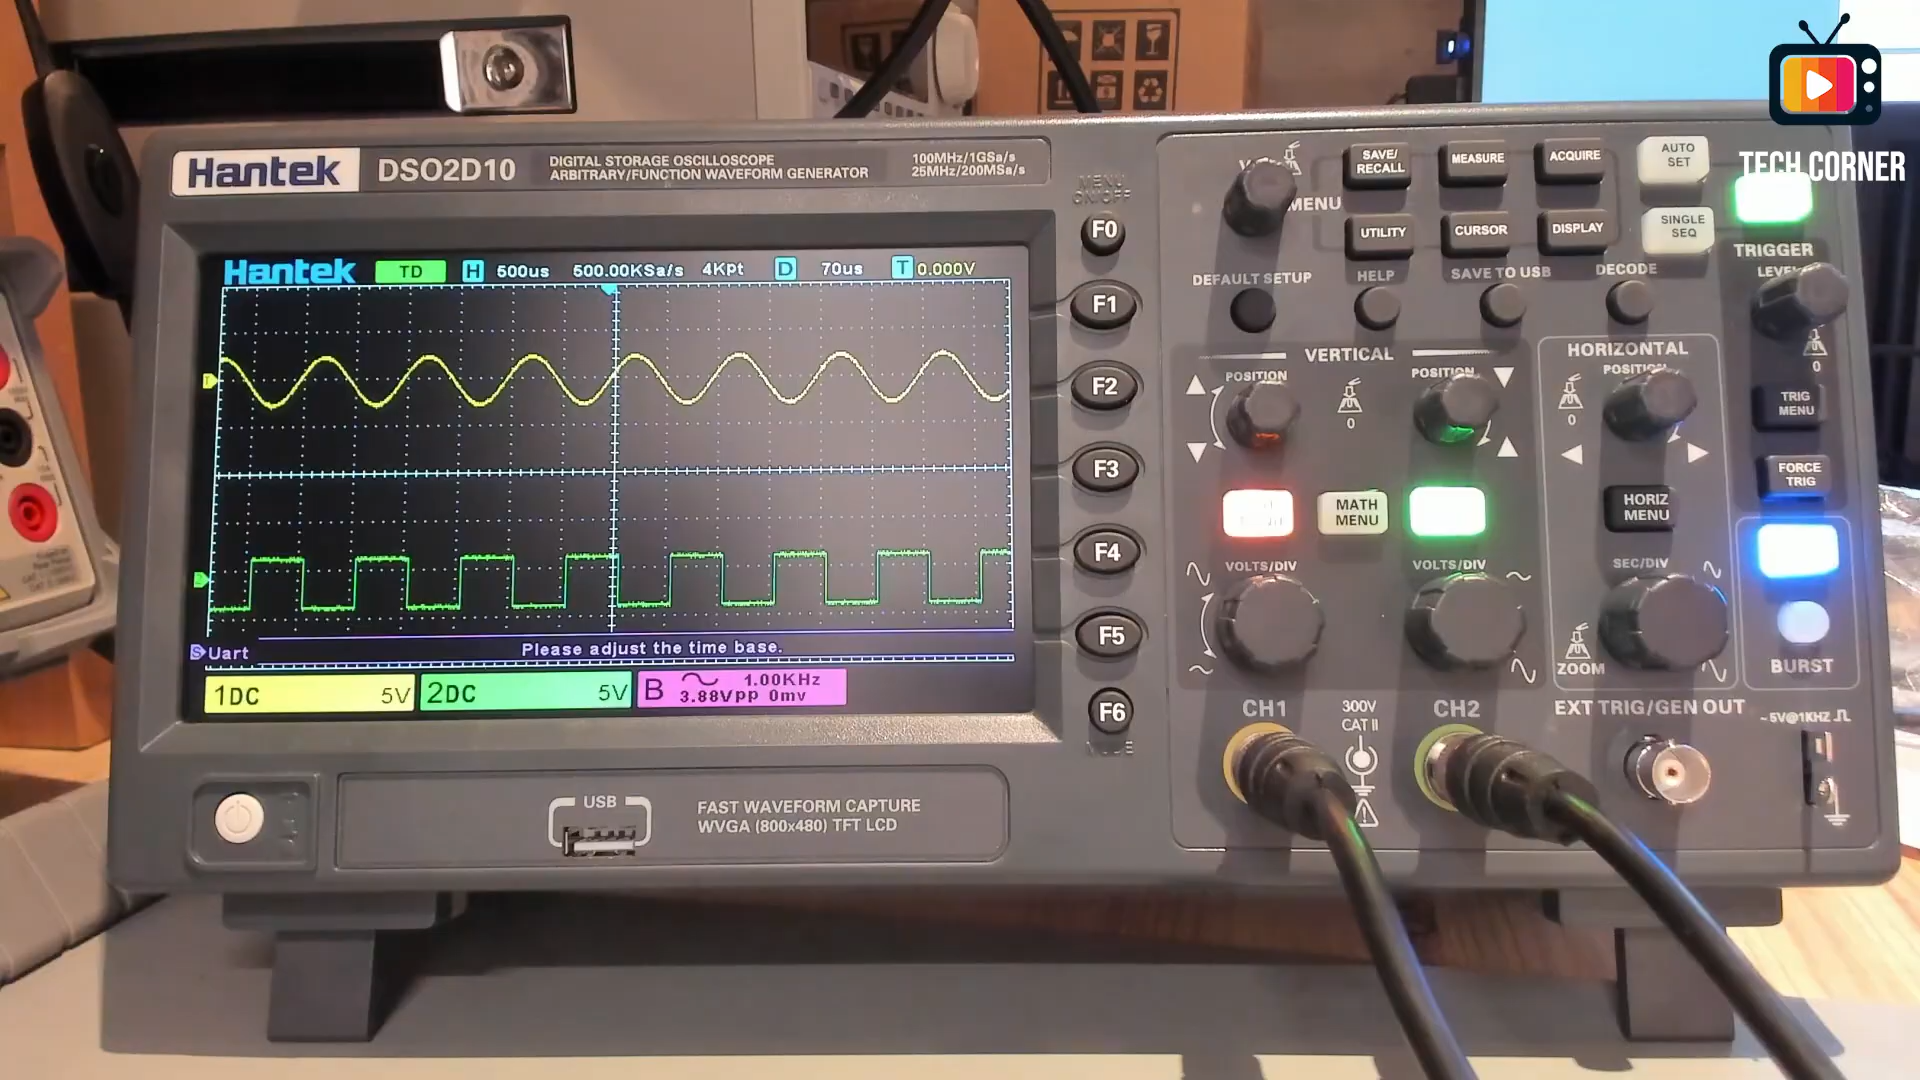 TECH CORNER
Hantek DSO2D10
DIGITAL STORAGE OSCILLOSCOPE
ARBITRARY/FUNCTION WAVEFORM GENERATOR
100MHz/1GSa/s
25MHz/200MSa/s
MENU
ON/OFF
F0
F1
F2
F3
F4
F5
F6
Hantek TD H 500us 500.00KSa/s 4Kpt D 70us T 0.000V
S Uart
Please adjust the time base.
1DC 5V
2DC 5V
B 1.00KHz
3.88Vpp 0mv
USB
FAST WAVEFORM CAPTURE
WVGA (800x480) TFT LCD
MENU
SAVE/
RECALL
MEASURE
ACQUIRE
AUTO
SET
UTILITY
CURSOR
DISPLAY
SINGLE
SEQ
DEFAULT SETUP
HELP
SAVE TO USB
DECODE
TRIGGER
LEVEL
0
TRIG
MENU
FORCE
TRIG
VERTICAL
POSITION
0
POSITION
MATH
MENU
VOLTS/DIV
VOLTS/DIV
HORIZONTAL
POSITION
0
HORIZ
MENU
SEC/DIV
ZOOM
BURST
CH1
300V
CAT II
CH2
EXT TRIG/GEN OUT
~5V@1KHZ